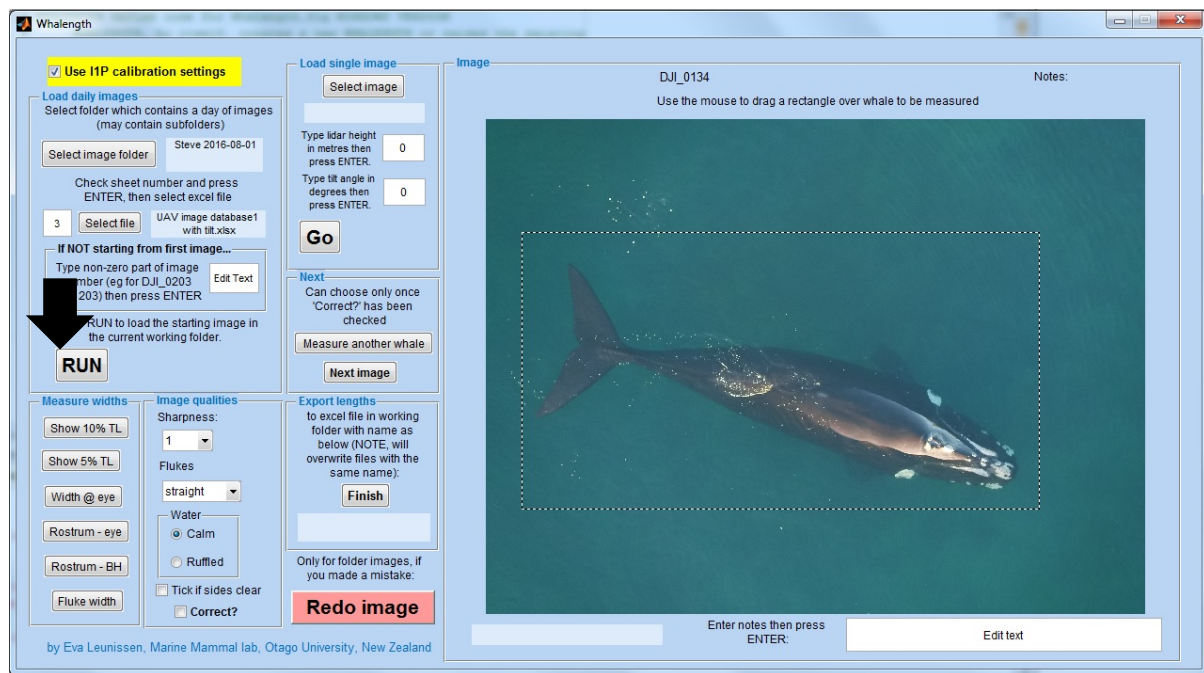 Whalength
Use I1P calibration settings
Load daily images
Select folder which contains a day of images
(may contain subfolders)
Select image folder
Steve 2016-08-01
Check sheet number and press
ENTER, then select excel file
3
Select file
UAV image database1
with tilt.xlsx
If NOT starting from first image...
Type non-zero part of image
mber (eg for DJI_0203
203) then press ENTER
Edit Text
RUN to load the starting image in
the current working folder.
RUN
Measure widths
Show 10% TL
Show 5% TL
Width @ eye
Rostrum - eye
Rostrum - BH
Fluke width
Image qualities
Sharpness:
1
Flukes
straight
Water
Calm
Ruffled
Tick if sides clear
Correct?
by Eva Leunissen, Marine Mammal lab, Otago University, New Zealand
Load single image
Select image
Type lidar height
in metres then
press ENTER.
0
Type tilt angle in
degrees then
press ENTER.
0
Go
Next
Can choose only once
'Correct?' has been
checked
Measure another whale
Next image
Export lengths
to excel file in working
folder with name as
below (NOTE, will
overwrite files with the
same name):
Finish
Only for folder images, if
you made a mistake:
Redo image
Image
DJI_0134
Notes:
Use the mouse to drag a rectangle over whale to be measured
Enter notes then press
ENTER:
Edit text